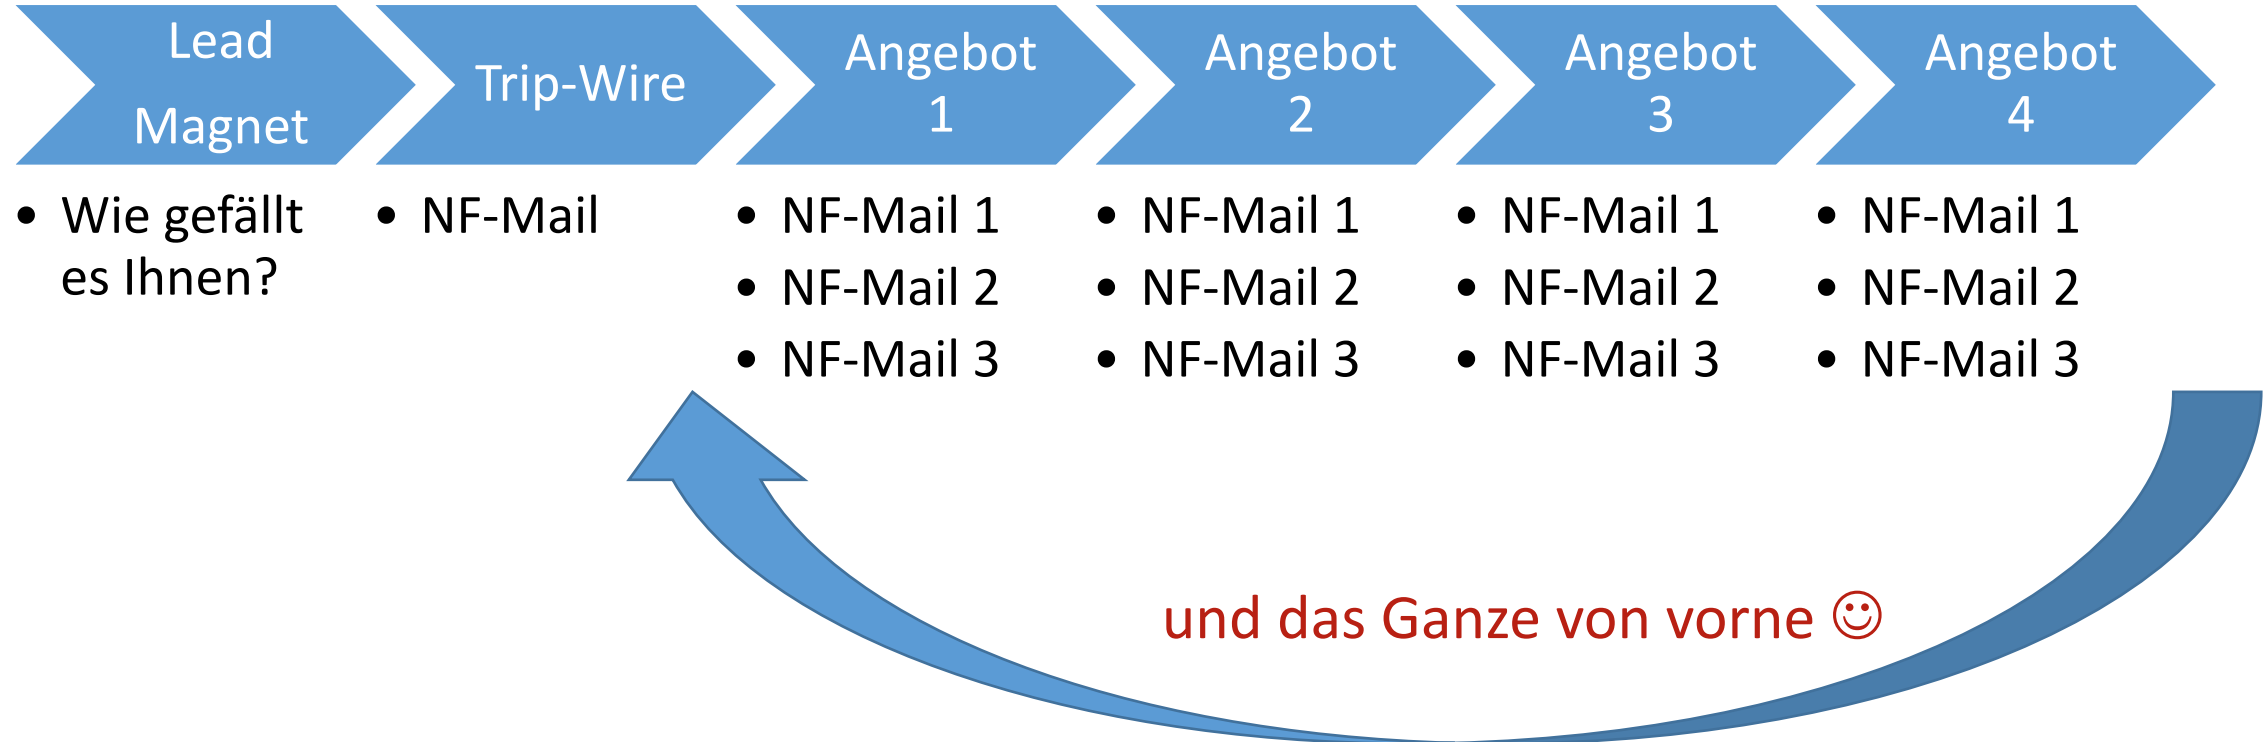 Lead
Magnet
Trip-Wire
Angebot
1
Angebot
2
Angebot
3
Angebot
4
• Wie gefällt
es Ihnen?
• NF-Mail
• NF-Mail 1
• NF-Mail 2
• NF-Mail 3
• NF-Mail 1
• NF-Mail 2
• NF-Mail 3
• NF-Mail 1
• NF-Mail 2
• NF-Mail 3
• NF-Mail 1
• NF-Mail 2
• NF-Mail 3
und das Ganze von vorne ☺